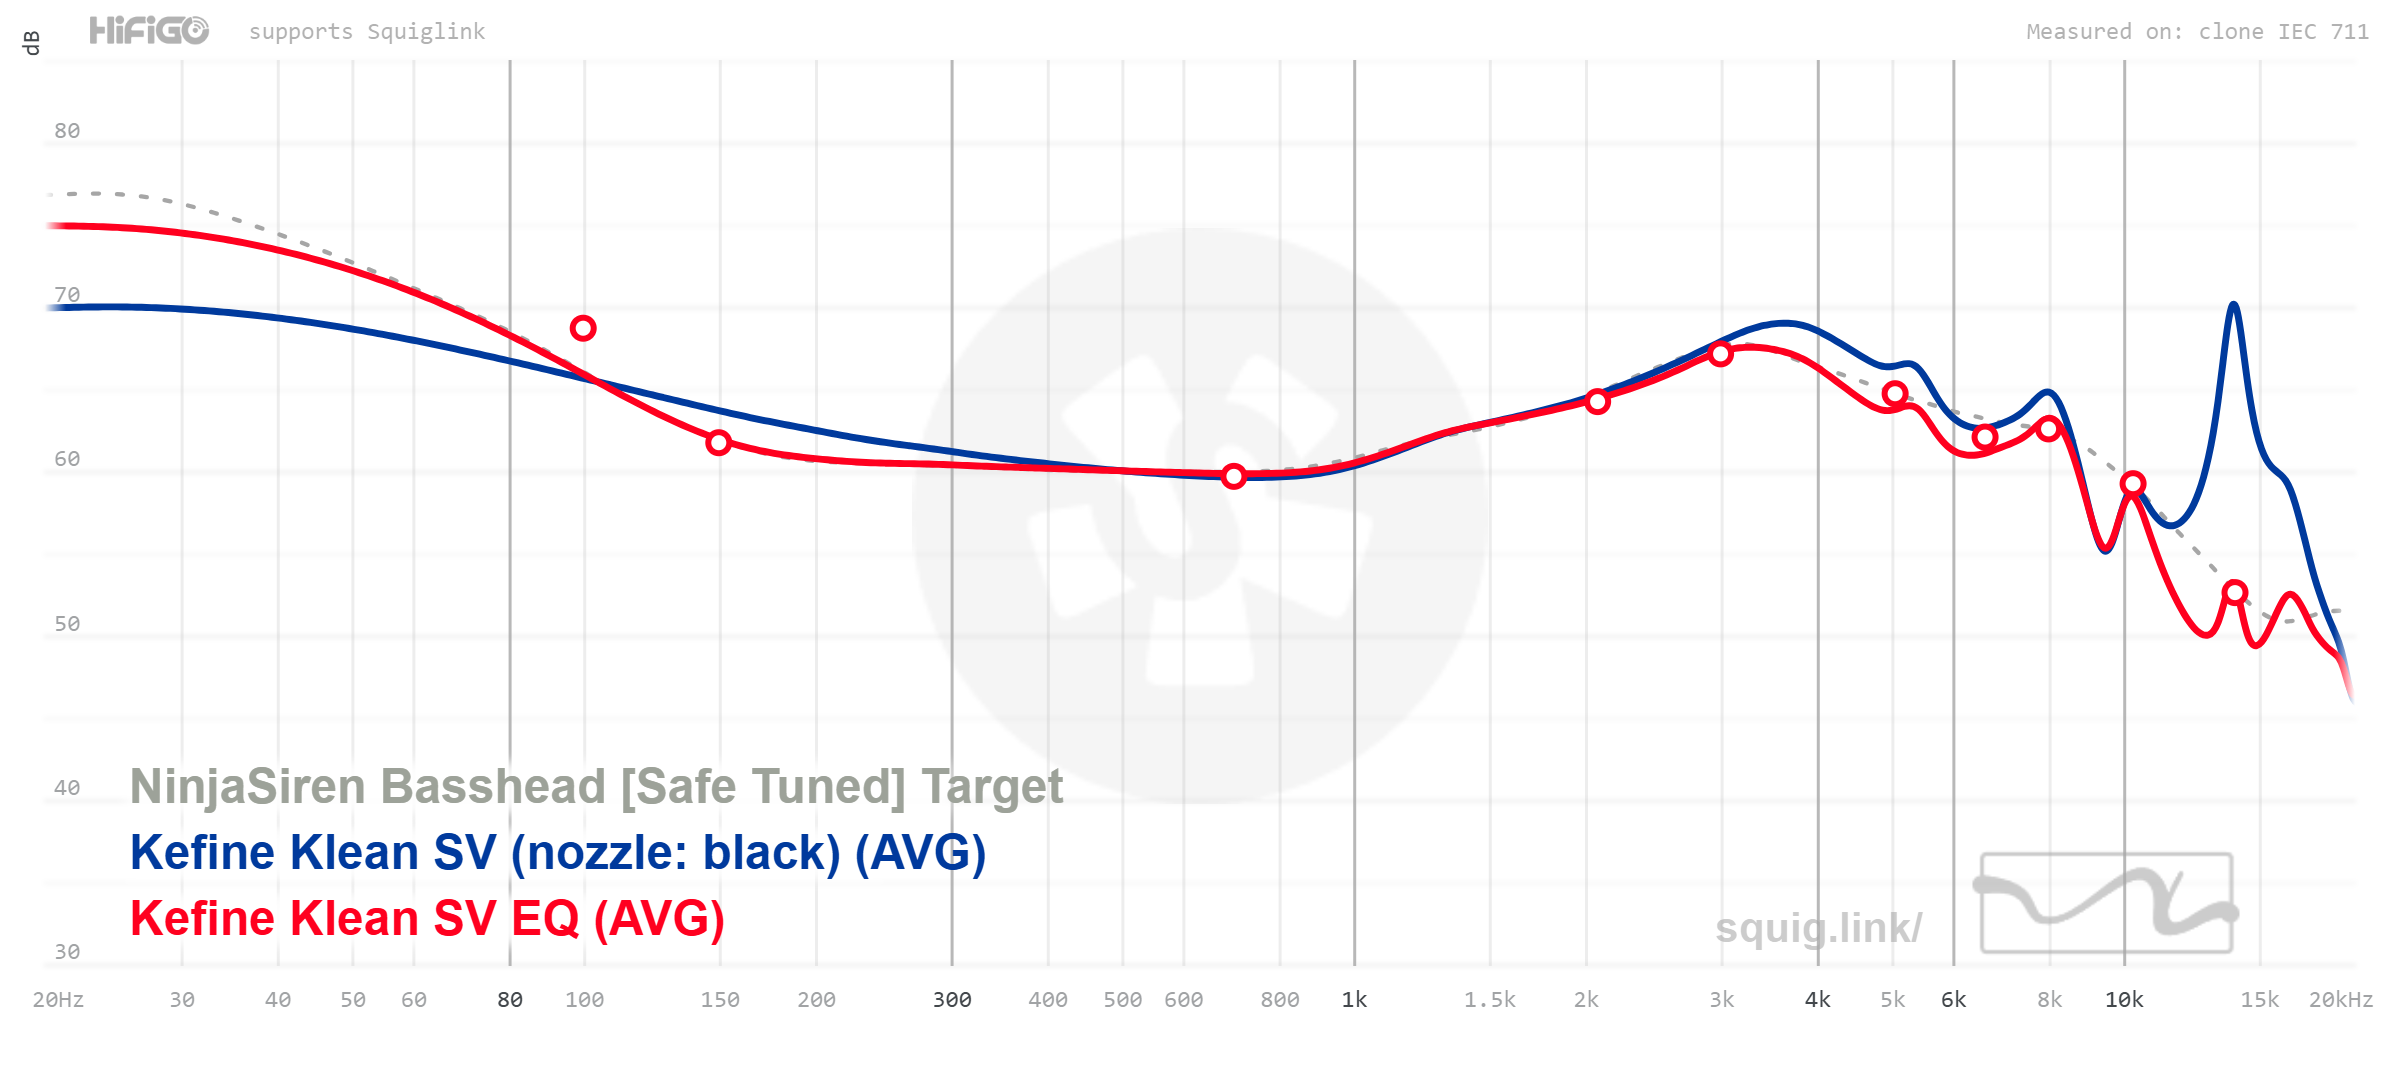 HiFiGO supports Squiglink
Measured on: clone IEC 711
dB
80
70
60
50
40
30
NinjaSiren Basshead [Safe Tuned] Target
Kefine Klean SV (nozzle: black) (AVG)
Kefine Klean SV EQ (AVG)
squig.link/
20Hz 30 40 50 60 80 100 150 200 300 400 500 600 800 1k 1.5k 2k 3k 4k 5k 6k 8k 10k 15k 20kHz